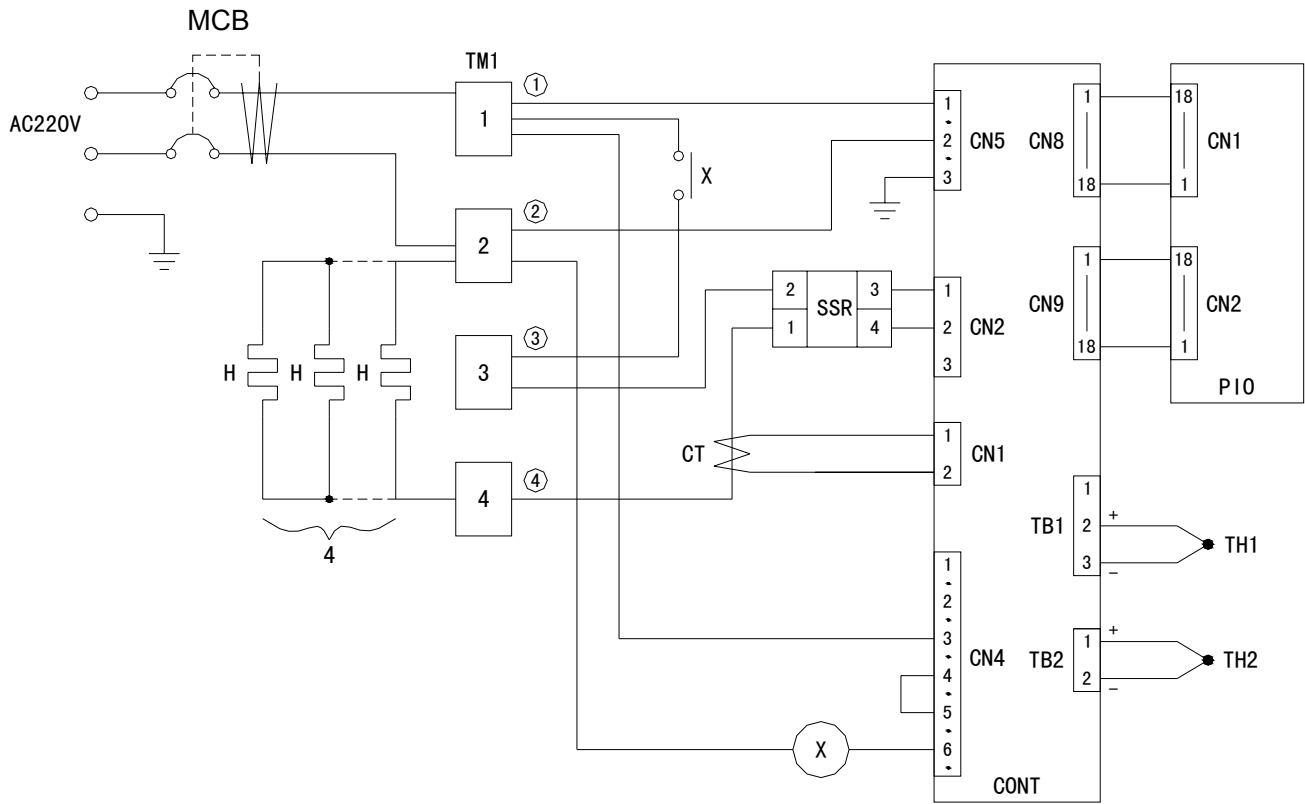 MCB
TM1
AC220V
1
①
2
②
3
③
4
④
H
H
H
4
X
2
3
SSR
1
4
CT
X
1
2
3
CN5
1
2
3
CN2
1
2
CN1
1
2
3
4
5
6
CN4
CONT
CN8
1
18
CN9
1
18
18
1
CN1
18
1
CN2
PIO
TB1
1
2
3
+
−
TH1
TB2
1
2
+
−
TH2